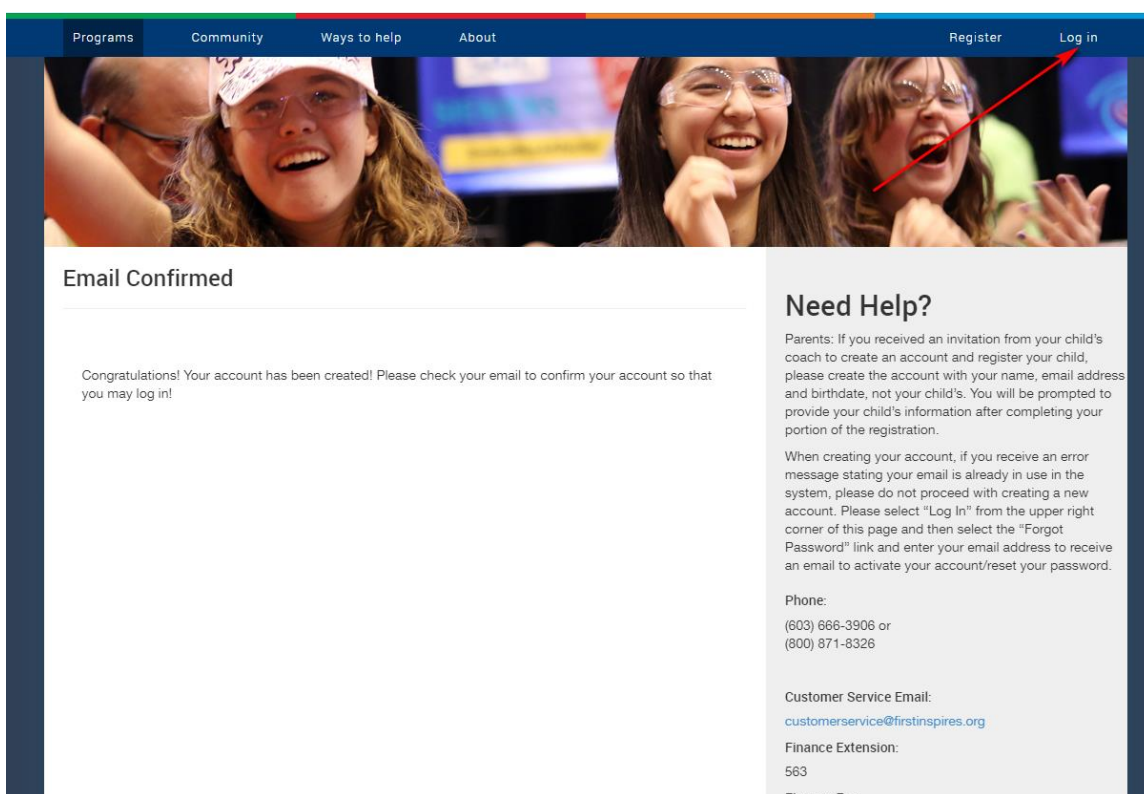 Programs Community Ways to help About Register Log in
Email Confirmed
Congratulations! Your account has been created! Please check your email to confirm your account so that
you may log in!
Need Help?
Parents: If you received an invitation from your child's
coach to create an account and register your child,
please create the account with your name, email address
and birthdate, not your child's. You will be prompted to
provide your child's information after completing your
portion of the registration.
When creating your account, if you receive an error
message stating your email is already in use in the
system, please do not proceed with creating a new
account. Please select "Log In" from the upper right
corner of this page and then select the "Forgot
Password" link and enter your email address to receive
an email to activate your account/reset your password.
Phone:
(603) 666-3906 or
(800) 871-8326
Customer Service Email:
customerservice@firstinspires.org
Finance Extension:
563